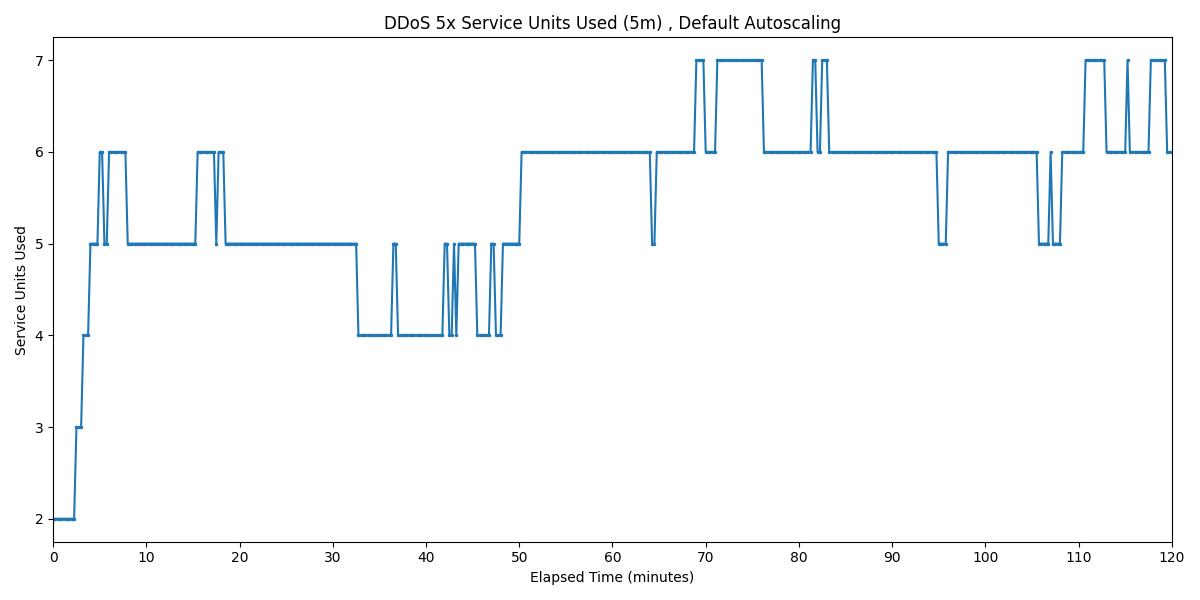 DDoS 5x Service Units Used (5m) , Default Autoscaling
7
6
5
4
3
2
Service Units Used
0 10 20 30 40 50 60 70 80 90 100 110 120
Elapsed Time (minutes)